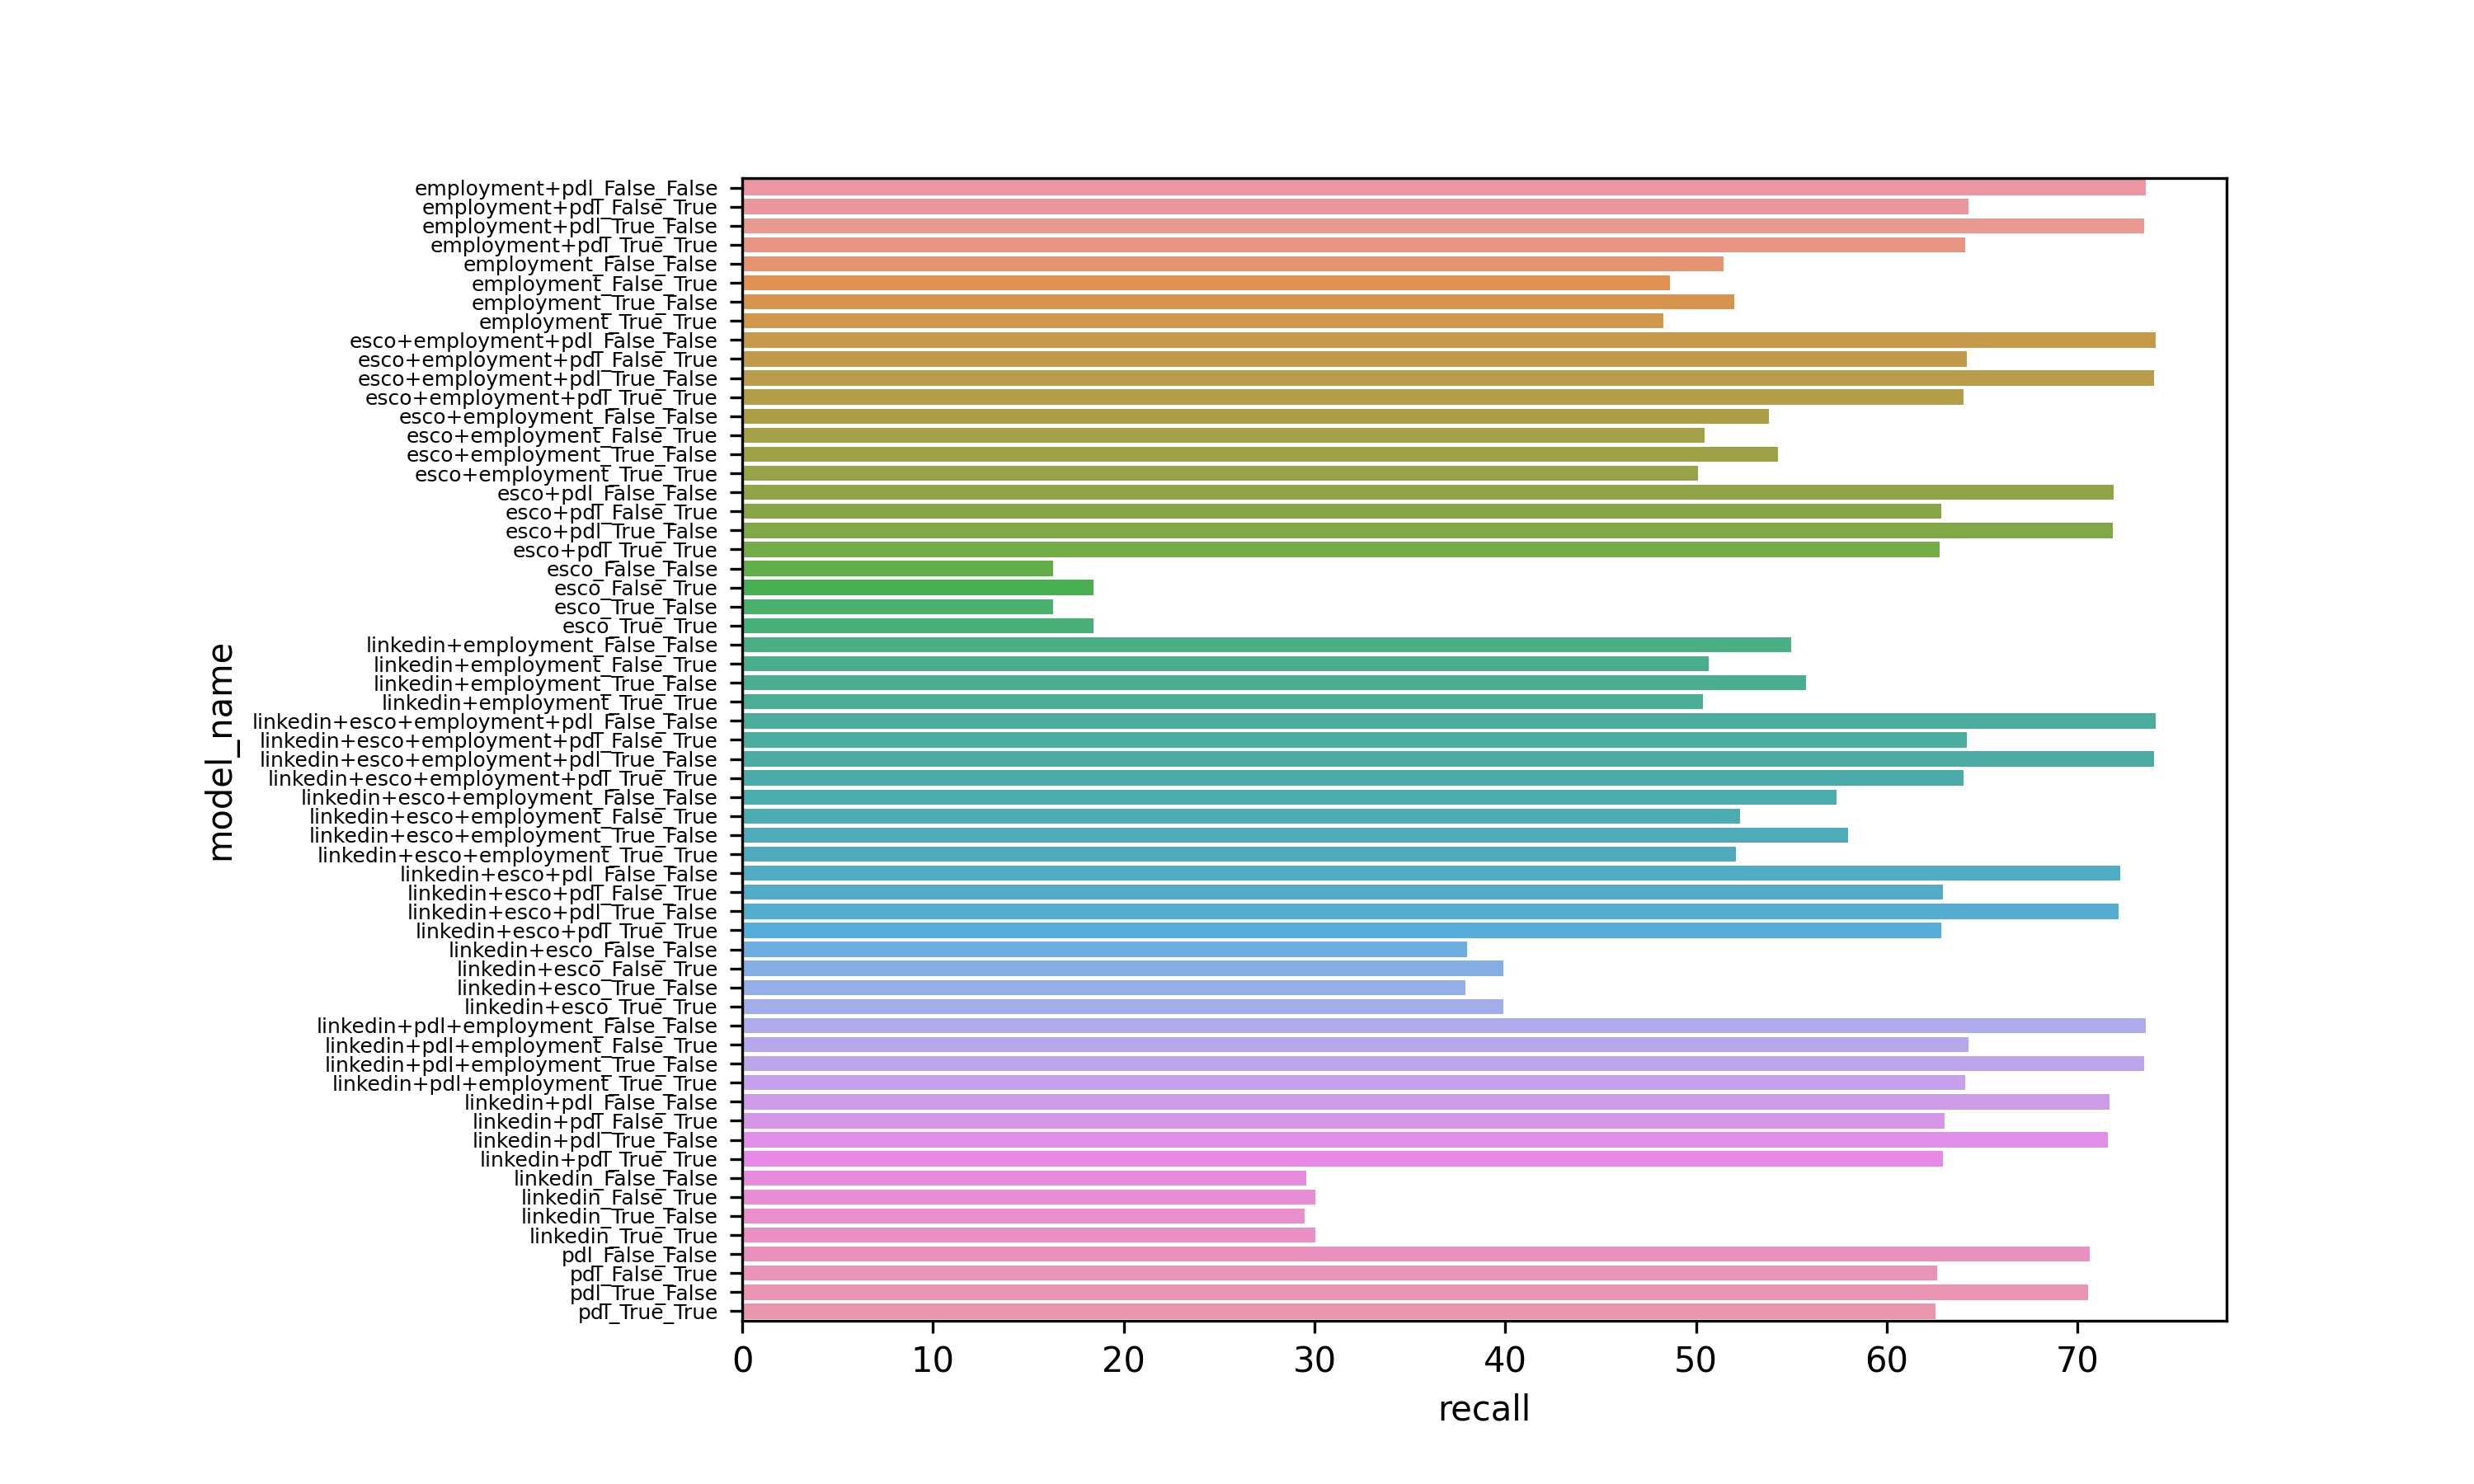 employment+pdl_False_False
employment+pdl_False_True
employment+pdl_True_False
employment+pdl_True_True
employment_False_False
employment_False_True
employment_True_False
employment_True_True
esco+employment+pdl_False_False
esco+employment+pdl_False_True
esco+employment+pdl_True_False
esco+employment+pdl_True_True
esco+employment_False_False
esco+employment_False_True
esco+employment_True_False
esco+employment_True_True
esco+pdl_False_False
esco+pdl_False_True
esco+pdl_True_False
esco+pdl_True_True
esco_False_False
esco_False_True
esco_True_False
esco_True_True
linkedin+employment_False_False
linkedin+employment_False_True
linkedin+employment_True_False
linkedin+employment_True_True
linkedin+esco+employment+pdl_False_False
linkedin+esco+employment+pdl_False_True
linkedin+esco+employment+pdl_True_False
linkedin+esco+employment+pdl_True_True
linkedin+esco+employment_False_False
linkedin+esco+employment_False_True
linkedin+esco+employment_True_False
linkedin+esco+employment_True_True
linkedin+esco+pdl_False_False
linkedin+esco+pdl_False_True
linkedin+esco+pdl_True_False
linkedin+esco+pdl_True_True
linkedin+esco_False_False
linkedin+esco_False_True
linkedin+esco_True_False
linkedin+esco_True_True
linkedin+pdl+employment_False_False
linkedin+pdl+employment_False_True
linkedin+pdl+employment_True_False
linkedin+pdl+employment_True_True
linkedin+pdl_False_False
linkedin+pdl_False_True
linkedin+pdl_True_False
linkedin+pdl_True_True
linkedin_False_False
linkedin_False_True
linkedin_True_False
linkedin_True_True
pdl_False_False
pdl_False_True
pdl_True_False
pdl_True_True
model_name
0 10 20 30 40 50 60 70
recall